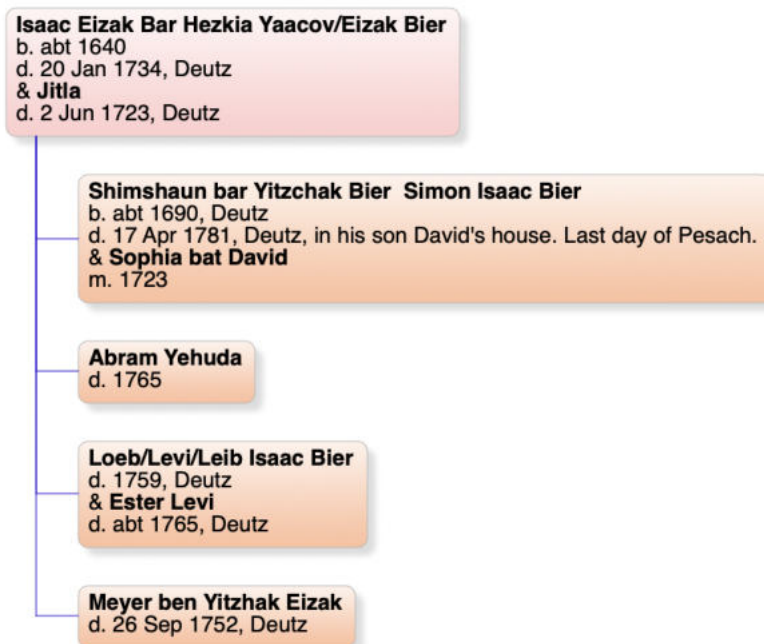 Isaac Eizak Bar Hezkia Yaacov/Eizak Bier
b. abt 1640
d. 20 Jan 1734, Deutz
& Jitla
d. 2 Jun 1723, Deutz
Shimshaun bar Yitzchak Bier  Simon Isaac Bier
b. abt 1690, Deutz
d. 17 Apr 1781, Deutz, in his son David's house. Last day of Pesach.
& Sophia bat David
m. 1723
Abram Yehuda
d. 1765
Loeb/Levi/Leib Isaac Bier
d. 1759, Deutz
& Ester Levi
d. abt 1765, Deutz
Meyer ben Yitzhak Eizak
d. 26 Sep 1752, Deutz